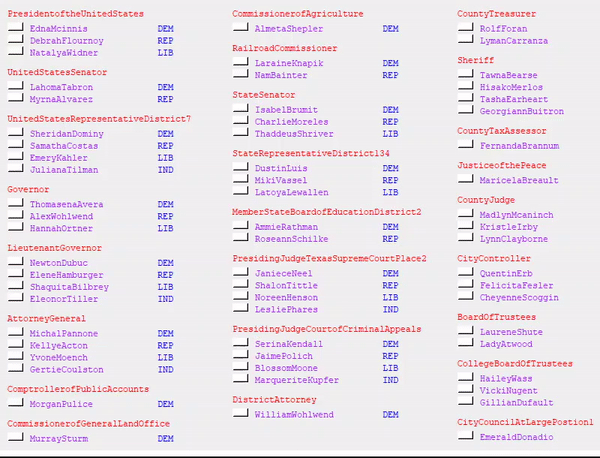 PresidentoftheUnitedStates
EdnaMcinnis DEM
DebrahFlournoy REP
NatalyaWidner LIB
UnitedStatesSenator
LahomaTabron DEM
MyrnaAlvarez REP
UnitedStatesRepresentativeDistrict7
SheridanDominy DEM
SamathaCostas REP
EmeryKahler LIB
JulianaTilman IND
Governor
ThomasenaAvera DEM
AlexWohlwend REP
HannahOrtner LIB
LieutenantGovernor
NewtonDubuc DEM
EleneHamburger REP
ShaquitaBilbrey LIB
EleonorTiller IND
AttorneyGeneral
MichalPannone DEM
KellyeActon REP
YvoneMoench LIB
GertieCoulston IND
ComptrollerofPublicAccounts
MorganPulice DEM
CommissionerofGeneralLandOffice
MurraySturm DEM
CommissionerofAgriculture
AlmetaShepler DEM
RailroadCommissioner
LaraineKnapik DEM
NamBainter REP
StateSenator
IsabelBrumit DEM
CharlieMoreles REP
ThaddeusShriver LIB
StateRepresentativeDistrict134
DustinLuis DEM
MikiVassel REP
LatoyaLewallen LIB
MemberStateBoardofEducationDistrict2
AmmieRathman DEM
RoseannSchilke REP
PresidingJudgeTexasSupremeCourtPlace2
JanieceNeel DEM
ShalonTittle REP
NoreenHenson LIB
LesliePhares IND
PresidingJudgeCourtofCriminalAppeals
SerinaKendall DEM
JaimePolich REP
BlossomMoone LIB
MarqueriteKupfer IND
DistrictAttorney
WilliamWohlwend DEM
CountyTreasurer
RolfForan
LymanCarranza
Sheriff
TawnaBearse
HisakoMerlos
TashaEarheart
GeorgiannBuitron
CountyTaxAssessor
FernandaBrannum
JusticeofthePeace
MaricelaBreault
CountyJudge
MadlynMcaninch
KristleIrby
LynnClayborne
CityController
QuentinErb
FelicitaFesler
CheyenneScoggin
BoardOfTrustees
LaureneShute
LadyAtwood
CollegeBoardOfTrustees
HaileyWass
VickiNugent
GillianDufault
CityCouncilAtLargePostion1
EmeraldDonadio